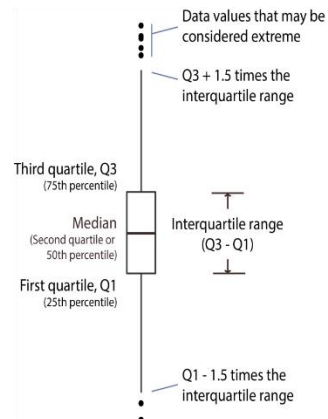 Data values that may be
considered extreme
Q3 + 1.5 times the
interquartile range
Third quartile, Q3
(75th percentile)
Median
(Second quartile or
50th percentile)
Interquartile range
(Q3 - Q1)
First quartile, Q1
(25th percentile)
Q1 - 1.5 times the
interquartile range